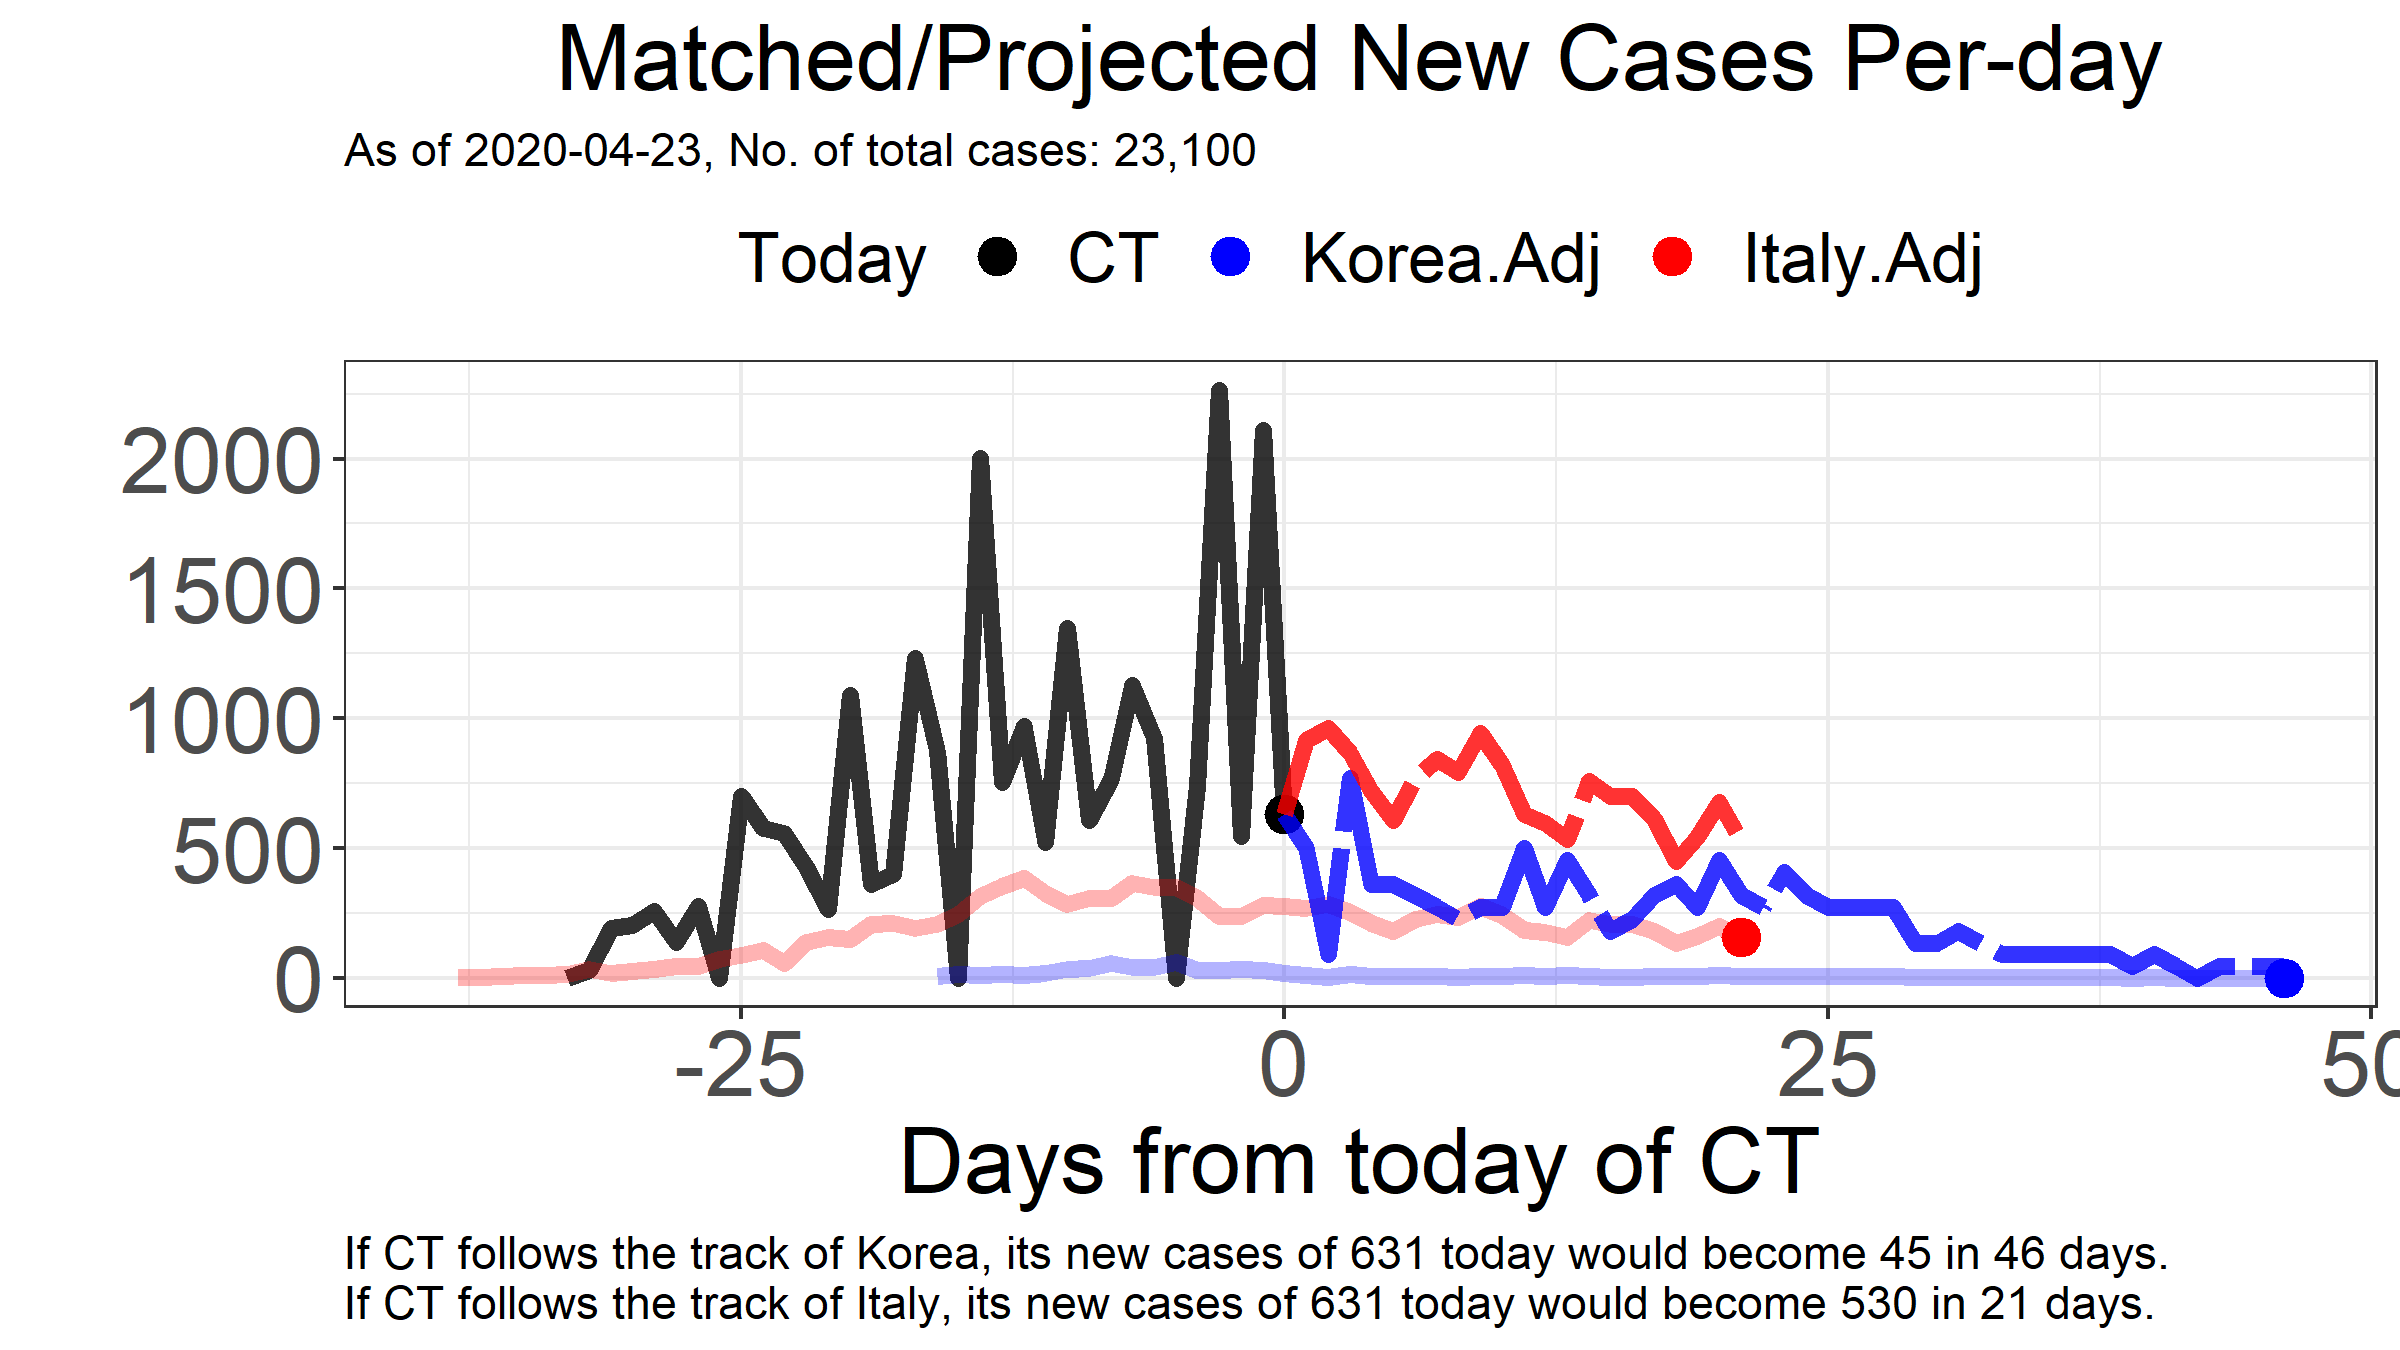 Matched/Projected New Cases Per-day
As of 2020-04-23, No. of total cases: 23,100
Today CT Korea.Adj Italy.Adj
2000
1500
1000
500
0
-25 0 25 50
Days from today of CT
If CT follows the track of Korea, its new cases of 631 today would become 45 in 46 days.
If CT follows the track of Italy, its new cases of 631 today would become 530 in 21 days.